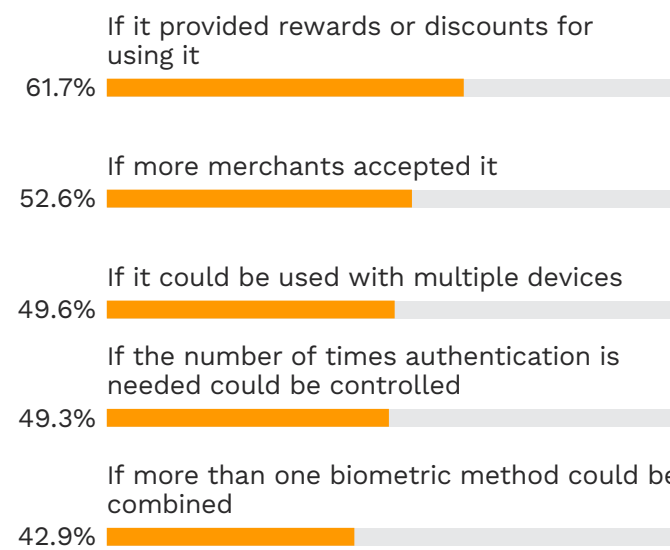 If it provided rewards or discounts for
using it
61.7%
If more merchants accepted it
52.6%
If it could be used with multiple devices
49.6%
If the number of times authentication is
needed could be controlled
49.3%
If more than one biometric method could be
combined
42.9%